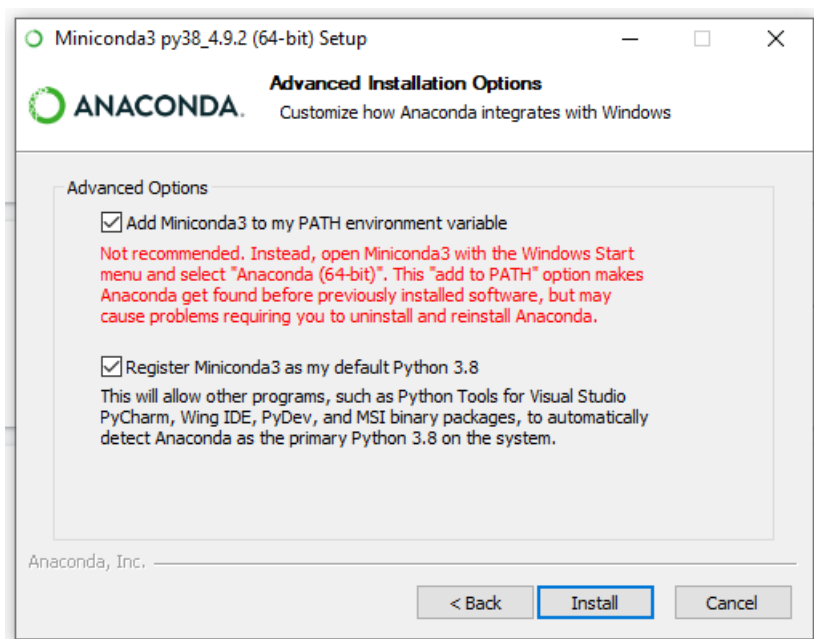 Miniconda3 py38_4.9.2 (64-bit) Setup
ANACONDA.
Advanced Installation Options
Customize how Anaconda integrates with Windows
Advanced Options
Add Miniconda3 to my PATH environment variable
Not recommended. Instead, open Miniconda3 with the Windows Start
menu and select "Anaconda (64-bit)". This "add to PATH" option makes
Anaconda get found before previously installed software, but may
cause problems requiring you to uninstall and reinstall Anaconda.
Register Miniconda3 as my default Python 3.8
This will allow other programs, such as Python Tools for Visual Studio
PyCharm, Wing IDE, PyDev, and MSI binary packages, to automatically
detect Anaconda as the primary Python 3.8 on the system.
Anaconda, Inc.
< Back
Install
Cancel